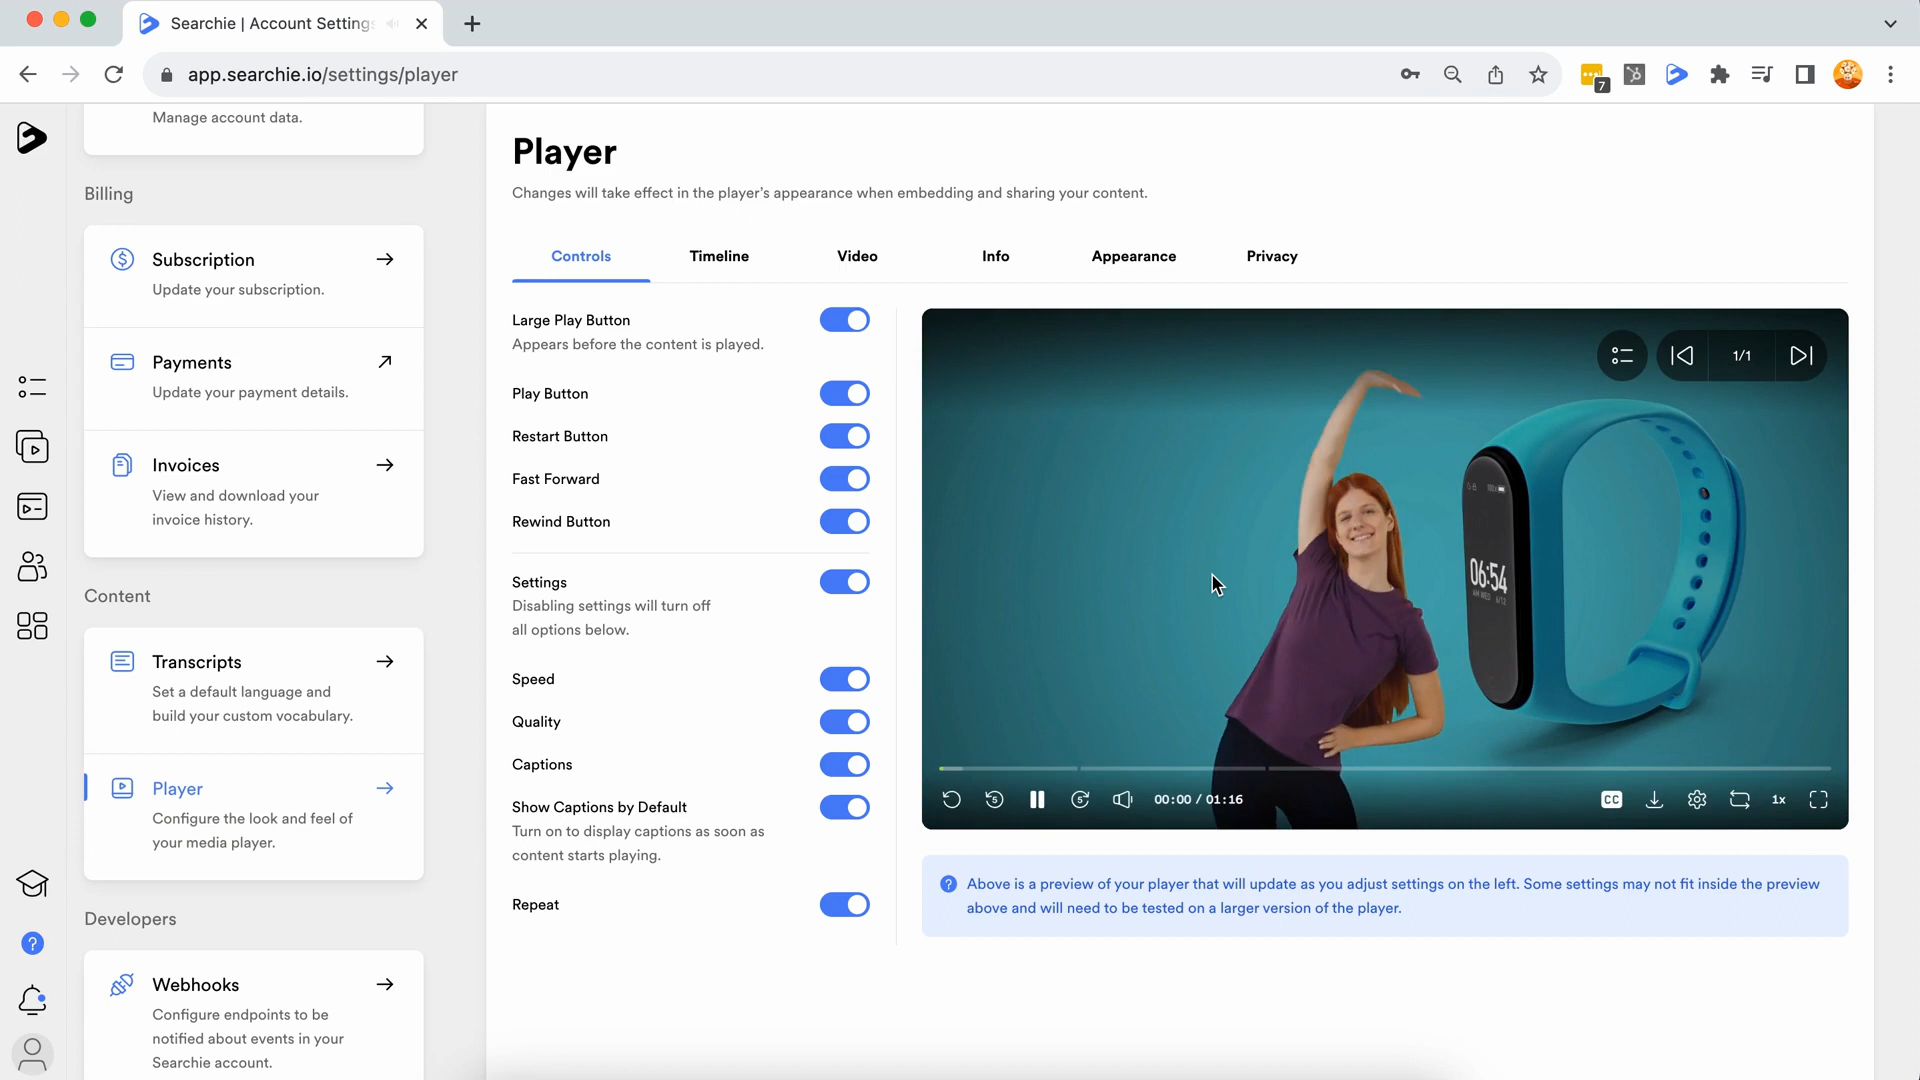 Searchie | Account Settings
app.searchie.io/settings/player
7
Manage account data.
Billing
Subscription
Update your subscription.
Payments
Update your payment details.
Invoices
View and download your
invoice history.
Content
Transcripts
Set a default language and
build your custom vocabulary.
Player
Configure the look and feel of
your media player.
Developers
Webhooks
Configure endpoints to be
notified about events in your
Searchie account.
?
Player
Changes will take effect in the player's appearance when embedding and sharing your content.
Controls
Timeline
Video
Info
Appearance
Privacy
Large Play Button
Appears before the content is played.
Play Button
Restart Button
Fast Forward
Rewind Button
Settings
Disabling settings will turn off
all options below.
Speed
Quality
Captions
Show Captions by Default
Turn on to display captions as soon as
content starts playing.
Repeat
1/1
06:54
5
5
00:00 / 01:16
CC
1x
Above is a preview of your player that will update as you adjust settings on the left. Some settings may not fit inside the preview
above and will need to be tested on a larger version of the player.